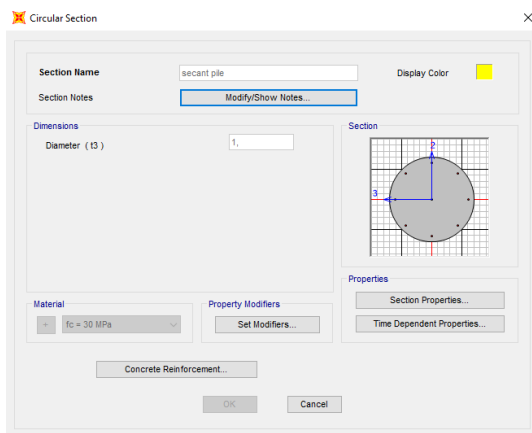 Circular Section
Section Name
secant pile
Display Color
Section Notes
Modify/Show Notes...
Dimensions
Diameter ( t3 )
1,
Section
2
3
Properties
Section Properties...
Time Dependent Properties...
Material
+
fc = 30 MPa
Property Modifiers
Set Modifiers...
Concrete Reinforcement...
OK
Cancel